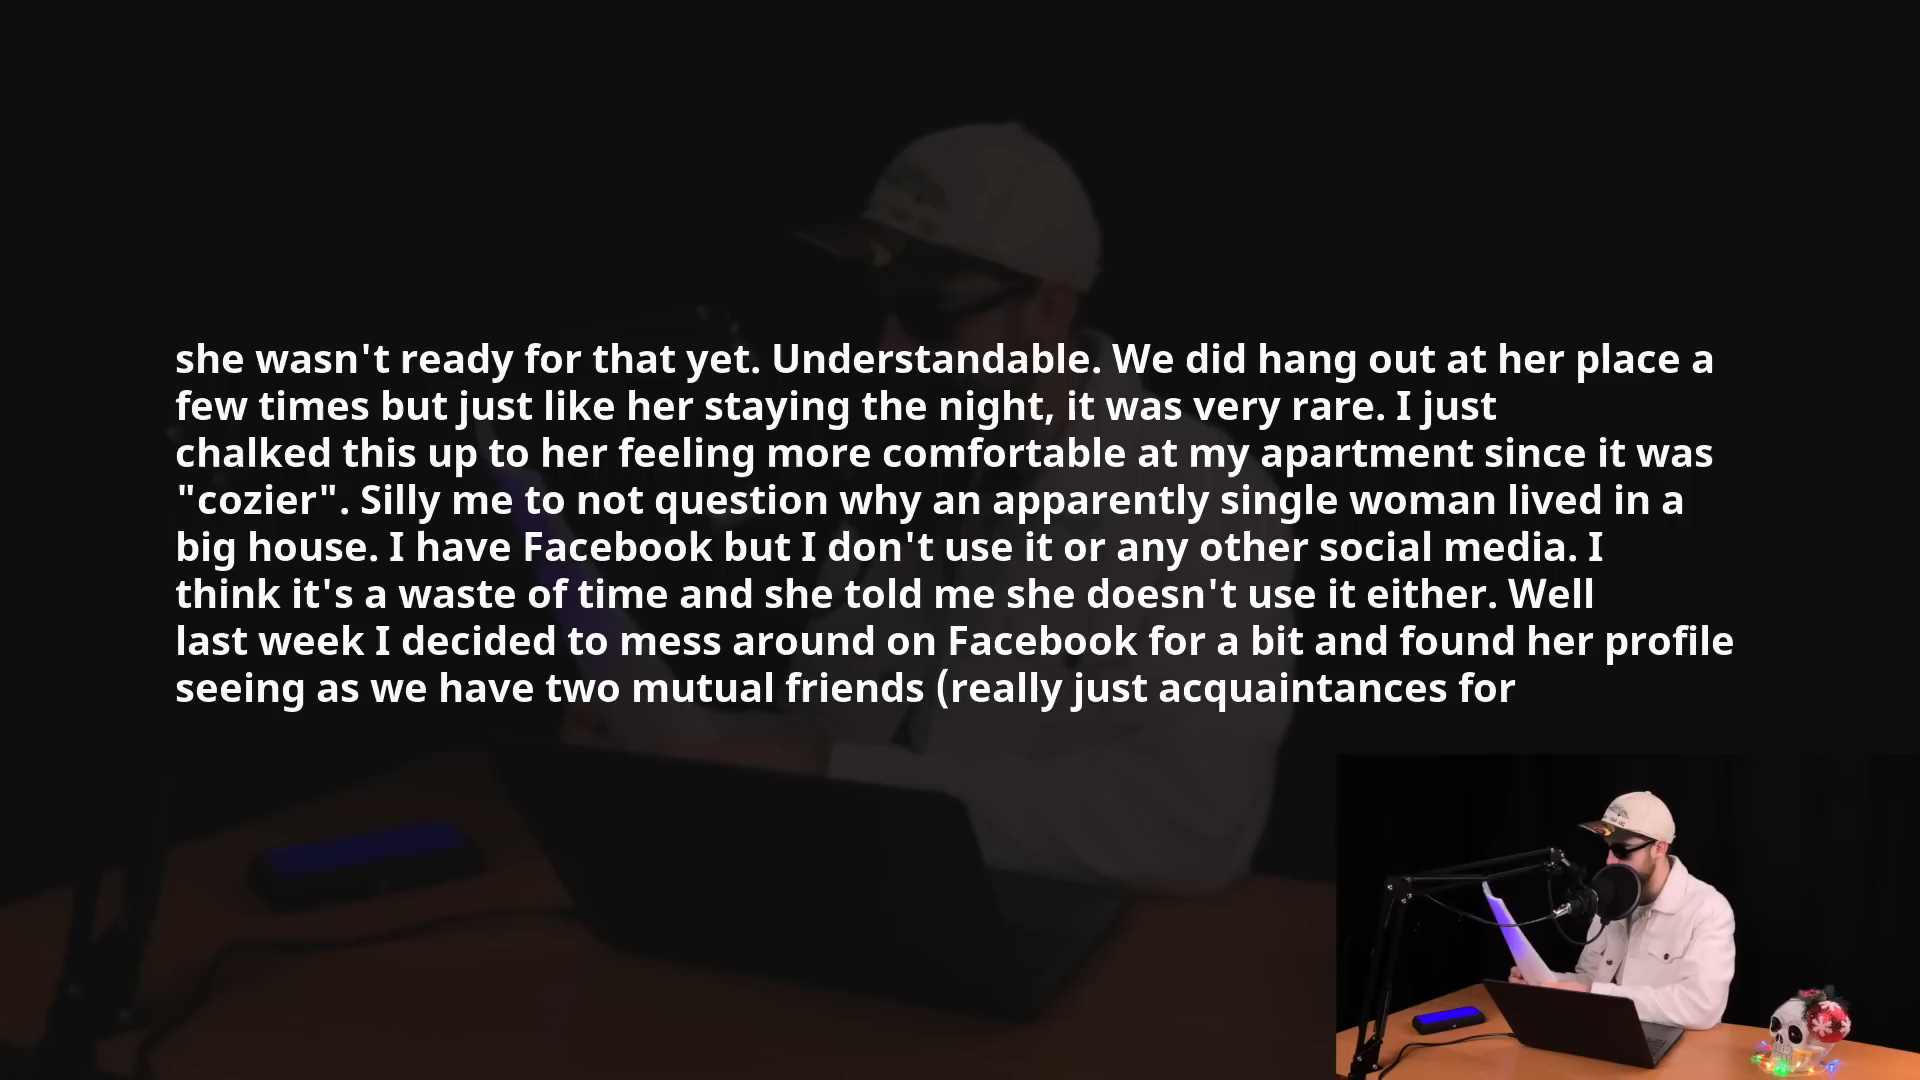 she wasn't ready for that yet. Understandable. We did hang out at her place a
few times but just like her staying the night, it was very rare. I just
chalked this up to her feeling more comfortable at my apartment since it was
"cozier". Silly me to not question why an apparently single woman lived in a
big house. I have Facebook but I don't use it or any other social media. I
think it's a waste of time and she told me she doesn't use it either. Well
last week I decided to mess around on Facebook for a bit and found her profile
seeing as we have two mutual friends (really just acquaintances for